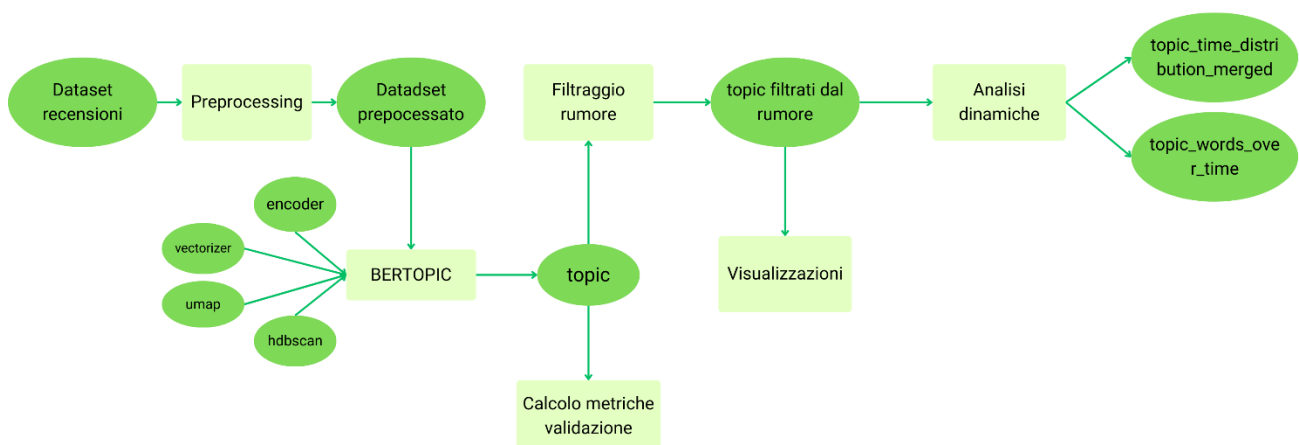 Dataset
recensioni
Preprocessing
Datadset
prepocessato
Filtraggio
rumore
topic filtrati dal
rumore
Analisi
dinamiche
topic_time_distri
bution_merged
topic_words_ove
r_time
encoder
vectorizer
umap
hdbscan
BERTOPIC
topic
Visualizzazioni
Calcolo metriche
validazione